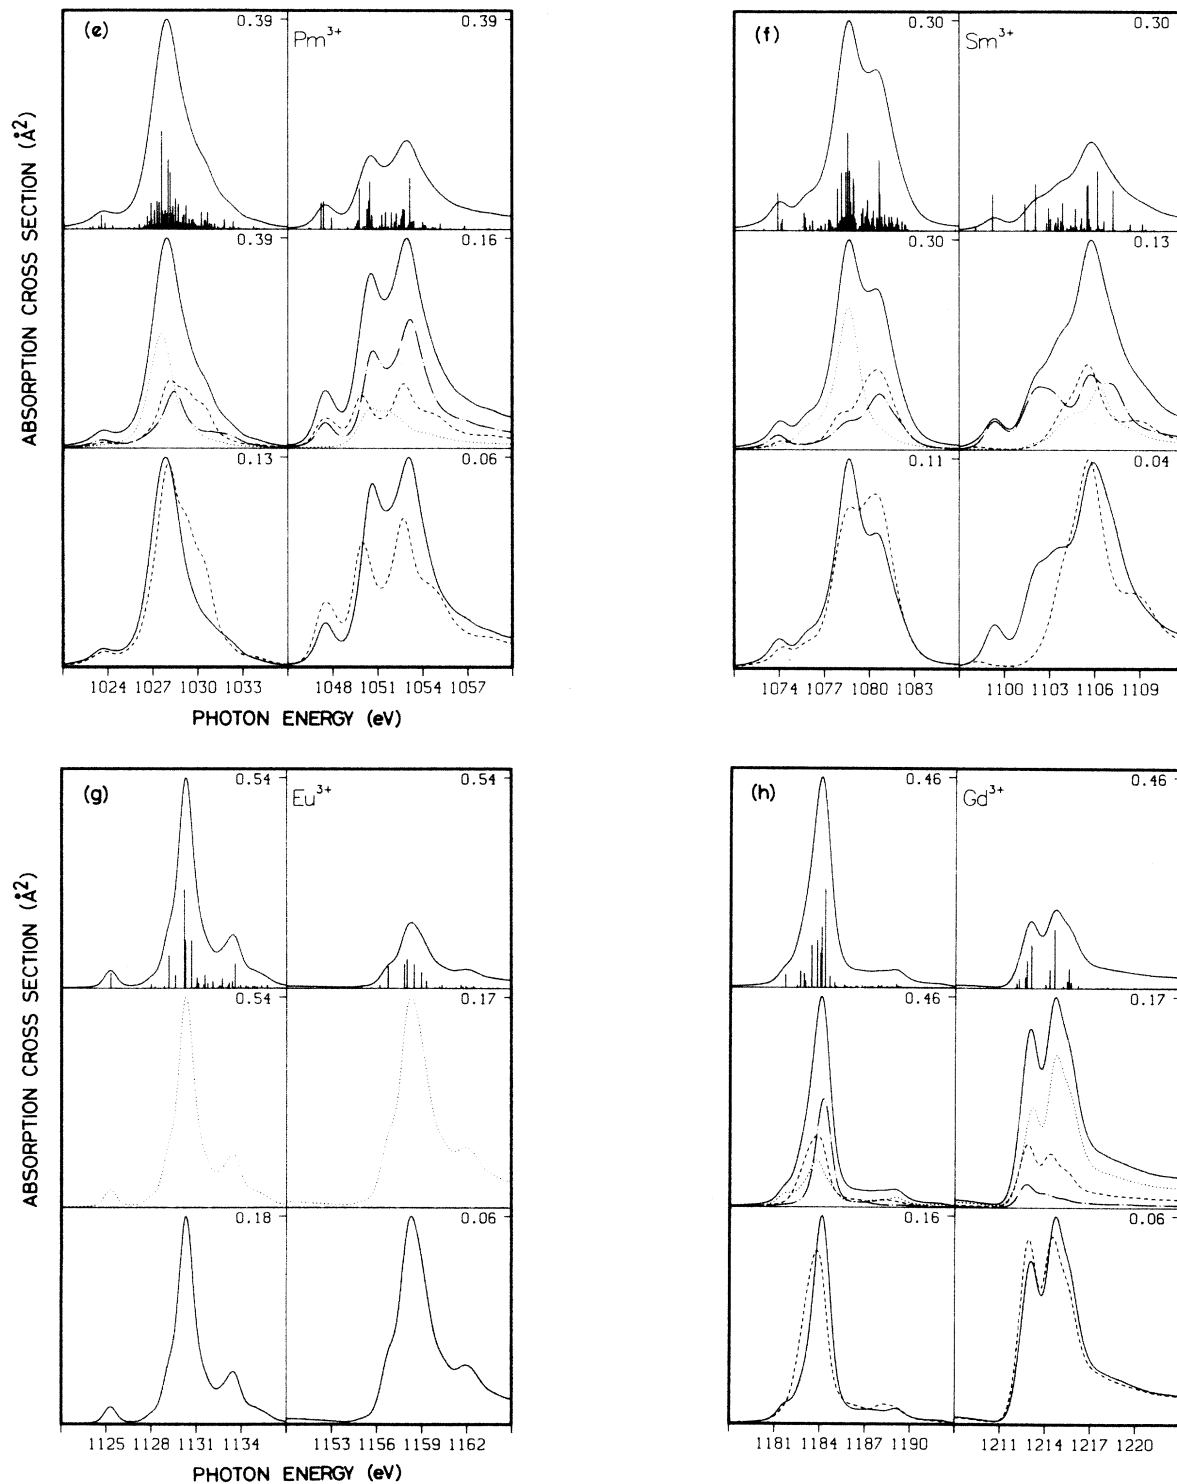 (e) 0.39 Pm3+ 0.39
0.39 0.16
0.13 0.06
1024 1027 1030 1033 1048 1051 1054 1057
PHOTON ENERGY (eV)
ABSORPTION CROSS SECTION (Å2)
(f) 0.30 Sm3+ 0.30
0.30 0.13
0.11 0.04
1074 1077 1080 1083 1100 1103 1106 1109
(g) 0.54 Eu3+ 0.54
0.54 0.17
0.18 0.06
1125 1128 1131 1134 1153 1156 1159 1162
PHOTON ENERGY (eV)
ABSORPTION CROSS SECTION (Å2)
(h) 0.46 Gd3+ 0.46
0.46 0.17
0.16 0.06
1181 1184 1187 1190 1211 1214 1217 1220